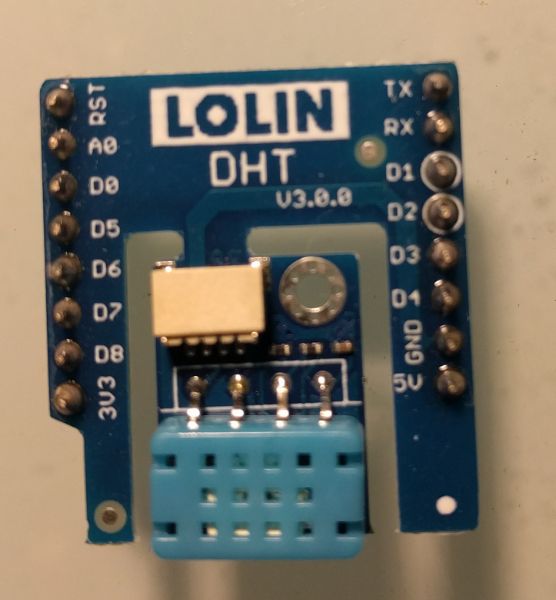 LOLIN
DHT
V3.0.0
RST
A0
D0
D5
D6
D7
D8
3V3
TX
RX
D1
D2
D3
D4
GND
5V